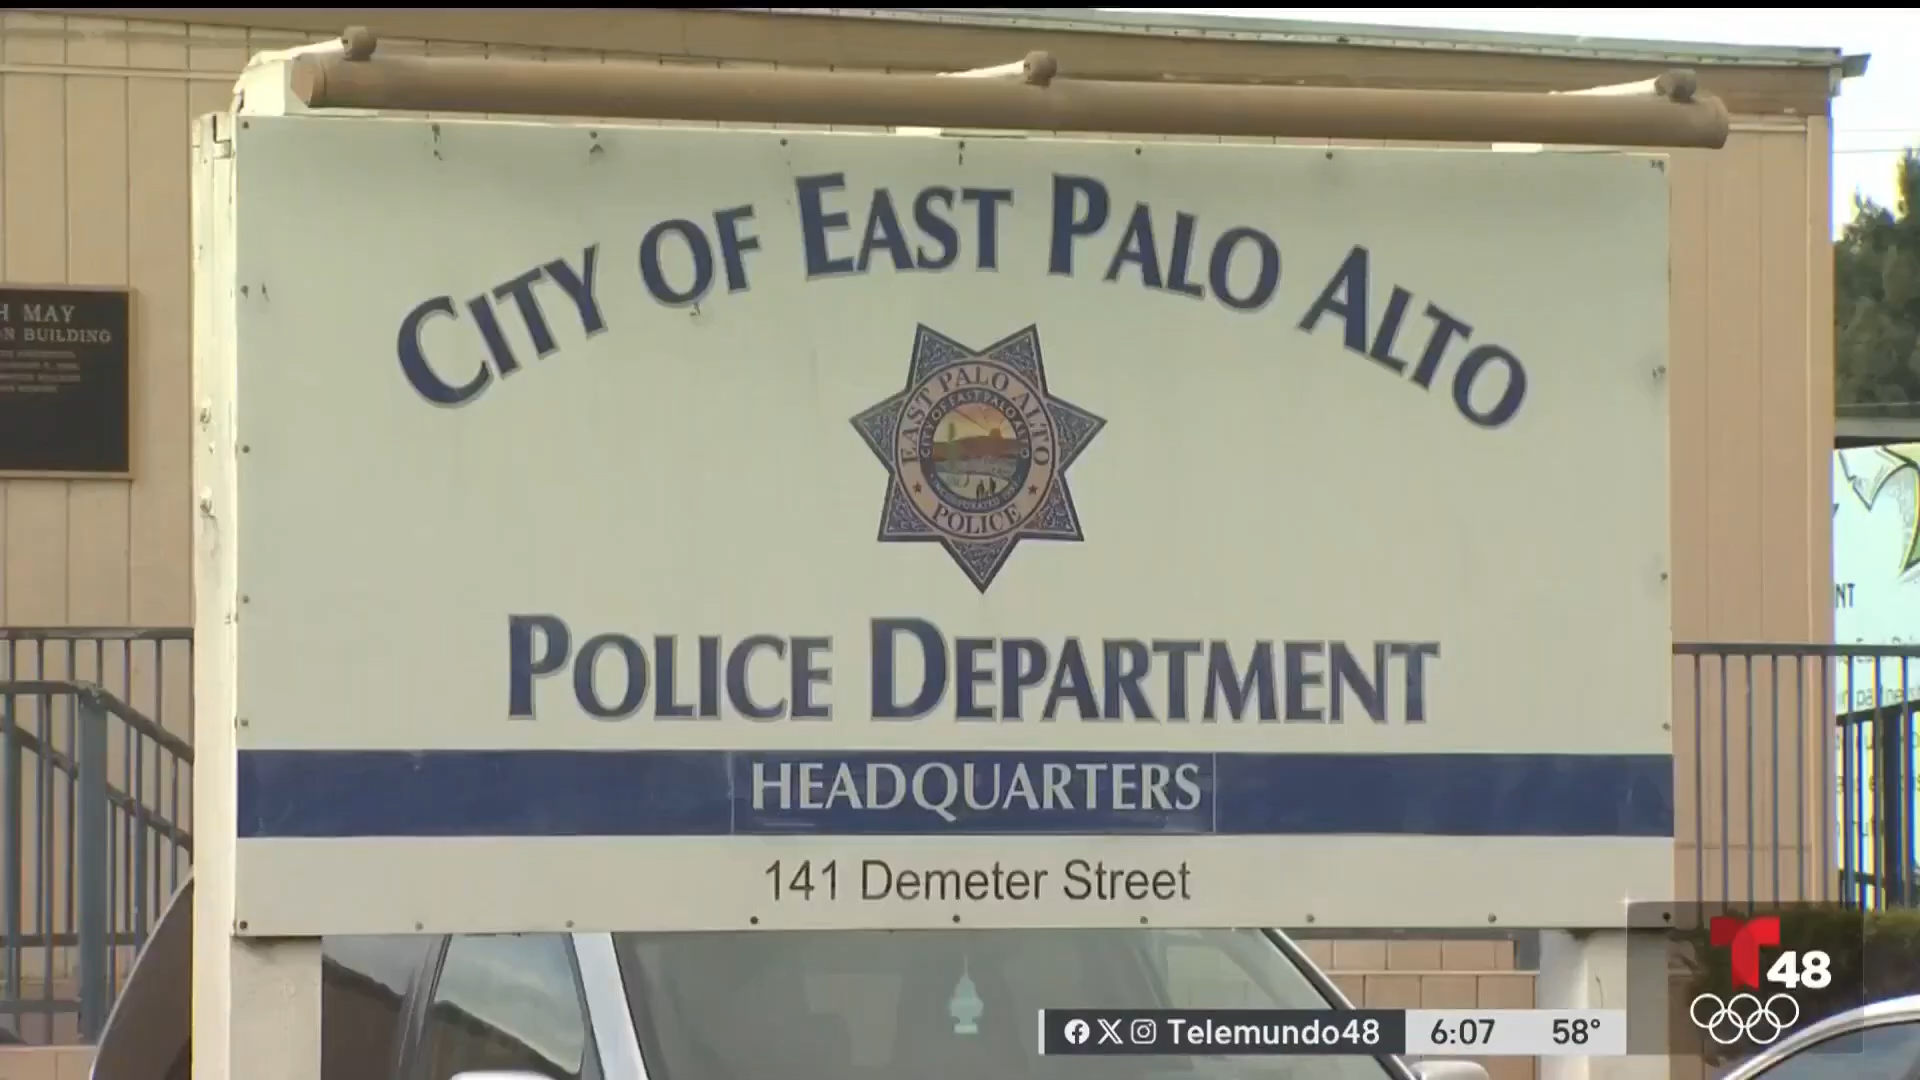 CITY OF EAST PALO ALTO
EAST PALO ALTO
CITY OF EAST PALO ALTO
POLICE
POLICE DEPARTMENT
HEADQUARTERS
141 Demeter Street
MAY
BUILDING
NT
48
Telemundo48 6:07 58°